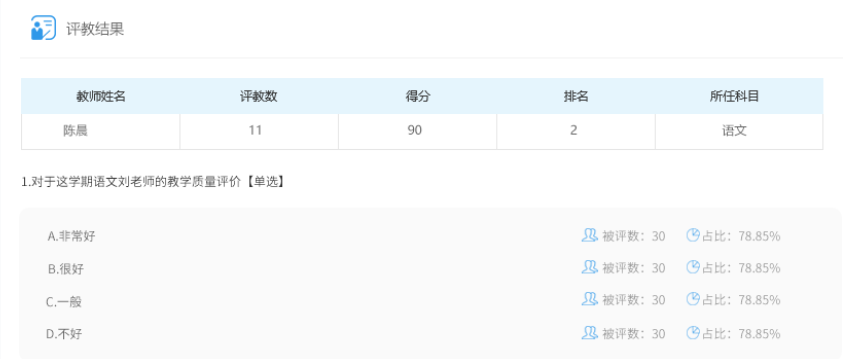 评教结果
教师姓名 评教数 得分 排名 所任科目
陈晨 11 90 2 语文
1.对于这学期语文刘老师的教学质量评价【单选】
A.非常好 被评数：30 占比：78.85%
B.很好 被评数：30 占比：78.85%
C.一般 被评数：30 占比：78.85%
D.不好 被评数：30 占比：78.85%